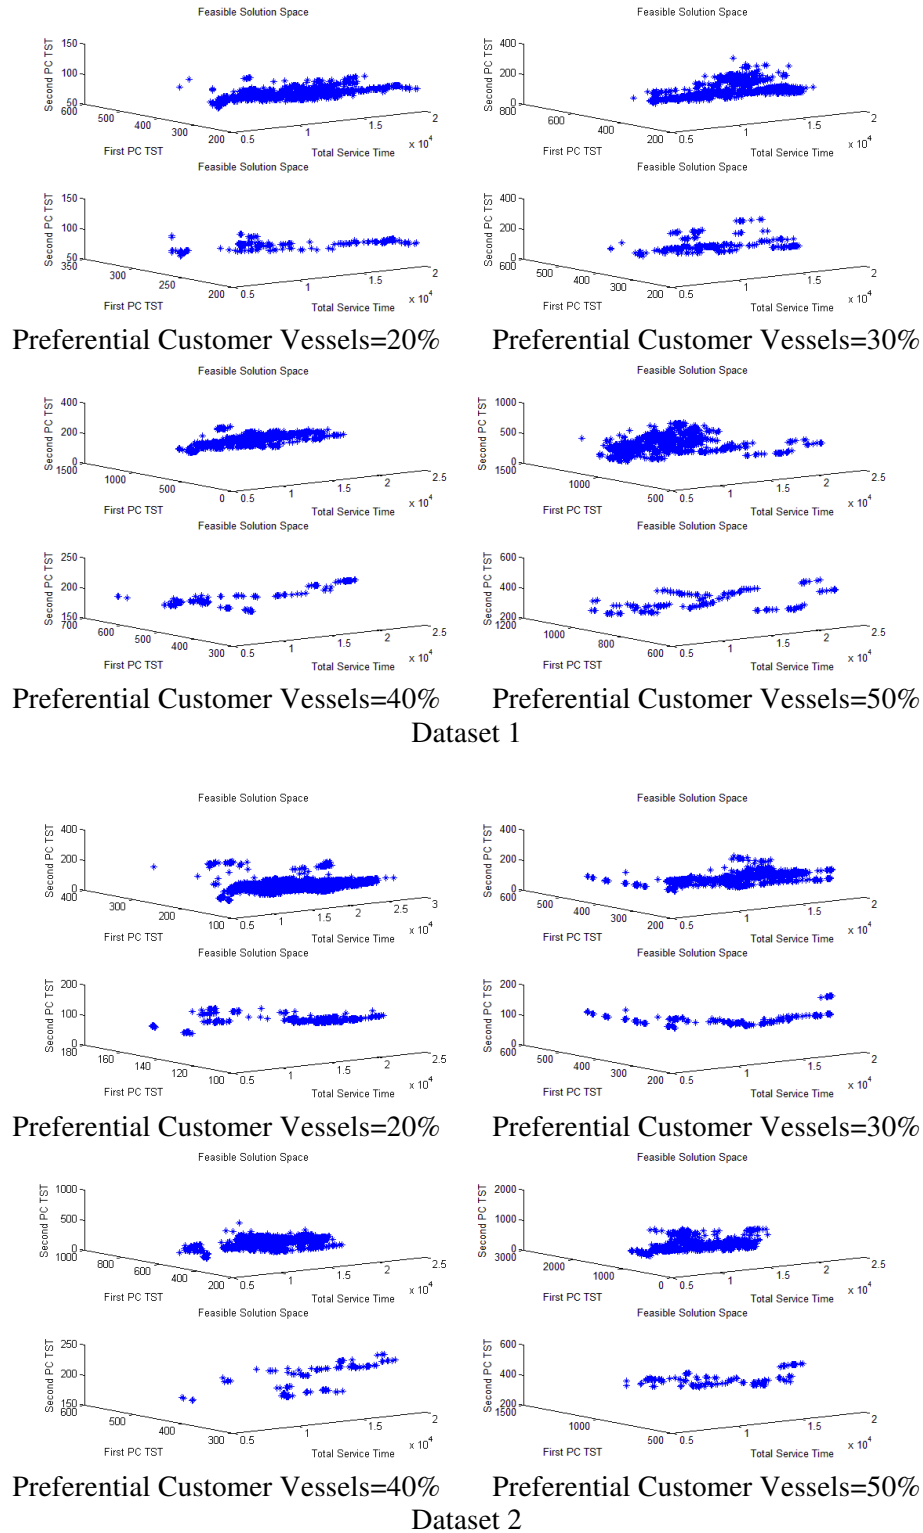 Feasible Solution Space
Second PC TST
150
100
50
600
500
400
300
200
First PC TST
0.5
1
1.5
2
x 10^4
Total Service Time
Feasible Solution Space
Second PC TST
400
200
0
800
600
400
200
First PC TST
0.5
1
1.5
2
x 10^4
Total Service Time
Feasible Solution Space
Second PC TST
150
100
50
350
300
250
200
First PC TST
0.5
1
1.5
2
x 10^4
Total Service Time
Feasible Solution Space
Second PC TST
400
200
0
600
500
400
300
200
First PC TST
0.5
1
1.5
2
x 10^4
Total Service Time
Preferential Customer Vessels=20%
Preferential Customer Vessels=30%
Feasible Solution Space
Second PC TST
400
200
0
1500
1000
500
0
First PC TST
0.5
1
1.5
2
2.5
x 10^4
Total Service Time
Feasible Solution Space
Second PC TST
1000
500
0
1500
1000
500
First PC TST
0.5
1
1.5
2
2.5
x 10^4
Total Service Time
Feasible Solution Space
Second PC TST
250
200
150
700
600
500
400
300
First PC TST
0.5
1
1.5
2
2.5
x 10^4
Total Service Time
Feasible Solution Space
Second PC TST
600
400
200
1200
1000
800
600
First PC TST
0.5
1
1.5
2
2.5
x 10^4
Total Service Time
Preferential Customer Vessels=40%
Preferential Customer Vessels=50%
Dataset 1
Feasible Solution Space
Second PC TST
400
200
0
400
300
200
100
First PC TST
0.5
1
1.5
2
2.5
3
x 10^4
Total Service Time
Feasible Solution Space
Second PC TST
400
200
0
600
500
400
300
200
First PC TST
0.5
1
1.5
2
x 10^4
Total Service Time
Feasible Solution Space
Second PC TST
200
100
0
180
160
140
120
100
First PC TST
0.5
1
1.5
2
2.5
x 10^4
Total Service Time
Feasible Solution Space
Second PC TST
200
100
0
600
500
400
300
200
First PC TST
0.5
1
1.5
2
x 10^4
Total Service Time
Preferential Customer Vessels=20%
Preferential Customer Vessels=30%
Feasible Solution Space
Second PC TST
1000
500
0
1000
800
600
400
200
First PC TST
0.5
1
1.5
2
2.5
x 10^4
Total Service Time
Feasible Solution Space
Second PC TST
2000
1000
0
3000
2000
1000
0
First PC TST
0.5
1
1.5
2
2.5
x 10^4
Total Service Time
Feasible Solution Space
Second PC TST
250
200
150
600
500
400
300
First PC TST
0.5
1
1.5
2
x 10^4
Total Service Time
Feasible Solution Space
Second PC TST
600
400
200
1500
1000
500
First PC TST
0.5
1
1.5
2
x 10^4
Total Service Time
Preferential Customer Vessels=40%
Preferential Customer Vessels=50%
Dataset 2